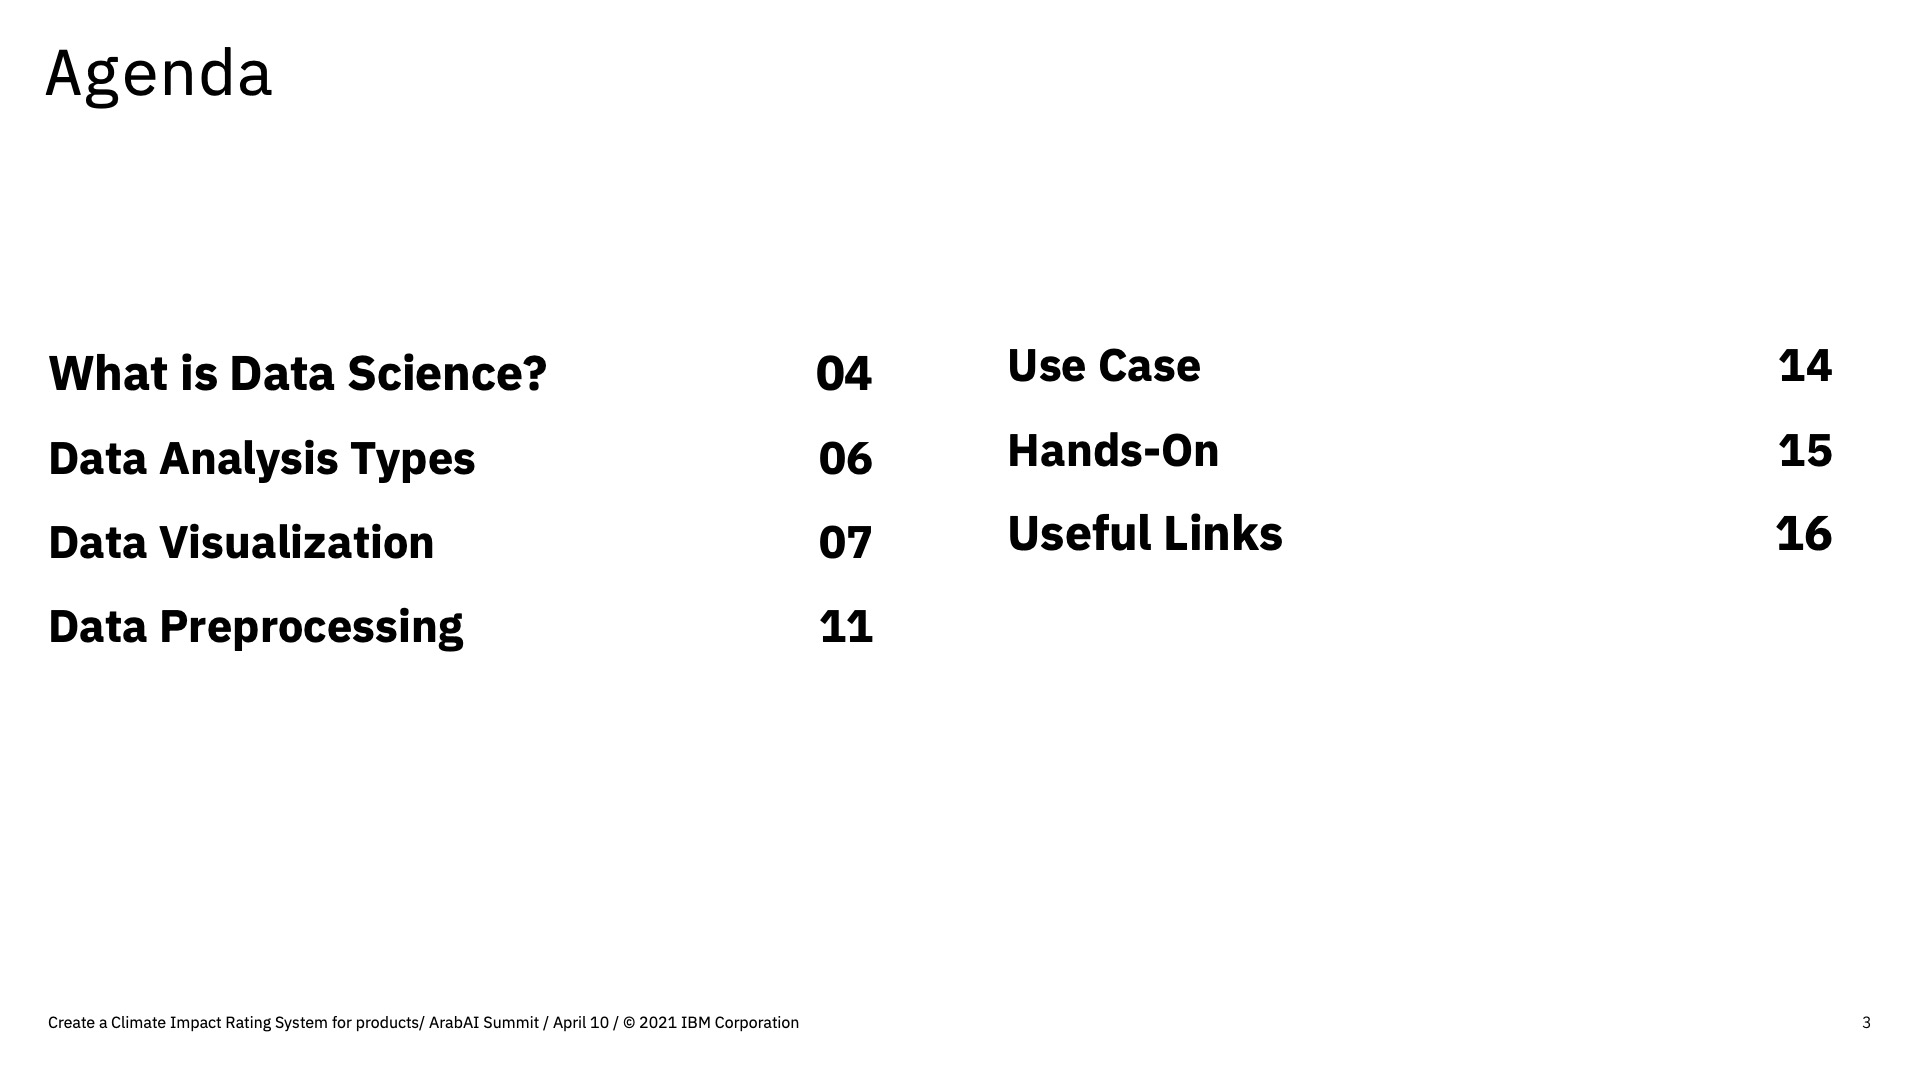 Agenda
What is Data Science? 04
Data Analysis Types 06
Data Visualization 07
Data Preprocessing 11
Use Case 14
Hands-On 15
Useful Links 16
Create a Climate Impact Rating System for products/ ArabAI Summit / April 10 / © 2021 IBM Corporation
3